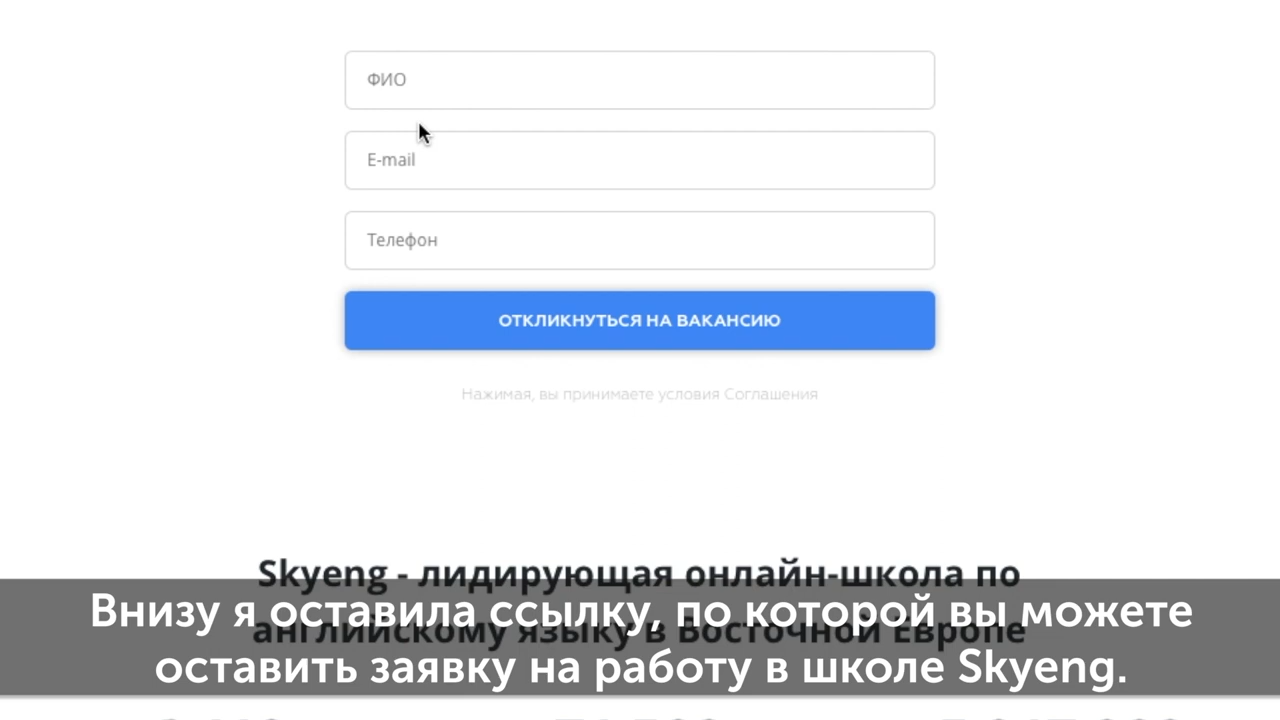 ФИО
E-mail
Телефон
ОТКЛИКНУТЬСЯ НА ВАКАНСИЮ
Нажимая, вы принимаете условия Соглашения
Skyeng - лидирующая онлайн-школа по
английскому языку в Восточной Европе
Внизу я оставила ссылку, по которой вы можете
оставить заявку на работу в школе Skyeng.